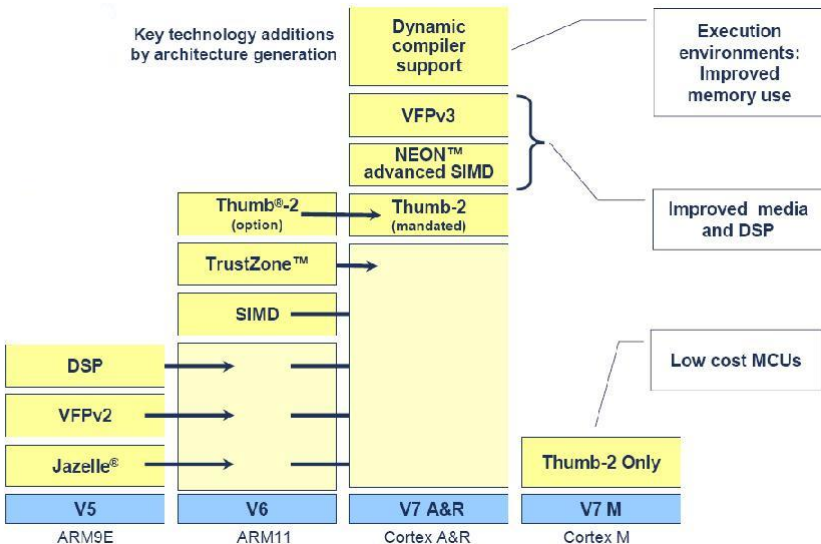 Key technology additions
by architecture generation
Dynamic
compiler
support
Execution
environments:
Improved
memory use
VFPv3
NEON™
advanced SIMD
Thumb®-2
(option)
Thumb-2
(mandated)
Improved media
and DSP
TrustZone™
SIMD
Low cost MCUs
DSP
VFPv2
Jazelle®
Thumb-2 Only
V5
V6
V7 A&R
V7 M
ARM9E
ARM11
Cortex A&R
Cortex M